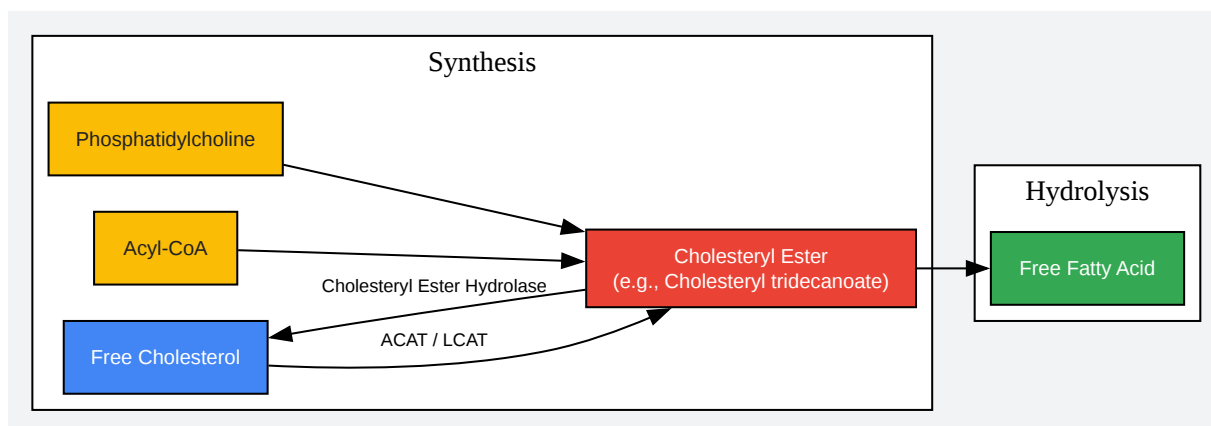 Synthesis
Phosphatidylcholine
Acyl-CoA
Cholesteryl Ester
(e.g., Cholesteryl tridecanoate)
Cholesteryl Ester Hydrolase
ACAT / LCAT
Free Cholesterol
Hydrolysis
Free Fatty Acid